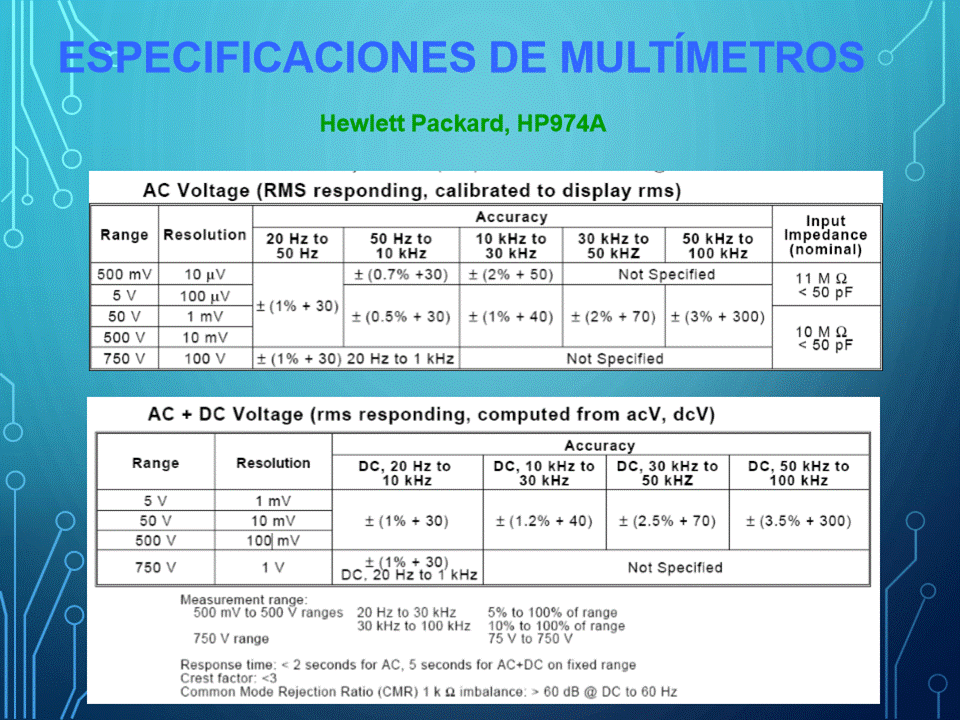 ESPECIFICACIONES DE MULTÍMETROS
Hewlett Packard, HP974A
AC Voltage (RMS responding, calibrated to display rms)
Range Resolution Accuracy Input Impedance (nominal)
20 Hz to 50 Hz 50 Hz to 10 kHz 10 kHz to 30 kHz 30 kHz to 50 kHZ 50 kHz to 100 kHZ
500 mV 10 µV ± (1% + 30) ± (0.7% +30) ± (2% + 50) Not Specified 11 M Ω < 50 pF
5 V 100 µV ± (0.5% + 30) ± (1% + 40) ± (2% + 70) ± (3% + 300)
50 V 1 mV 10 M Ω < 50 pF
500 V 10 mV
750 V 100 V ± (1% + 30) 20 Hz to 1 kHz Not Specified
AC + DC Voltage (rms responding, computed from acV, dcV)
Range Resolution Accuracy
DC, 20 Hz to 10 kHz DC, 10 kHz to 30 kHz DC, 30 kHz to 50 kHZ DC, 50 kHz to 100 kHz
5 V 1 mV
50 V 10 mV ± (1% + 30) ± (1.2% + 40) ± (2.5% + 70) ± (3.5% + 300)
500 V 100 mV
750 V 1 V ± (1% + 30) DC, 20 Hz to 1 kHz Not Specified
Measurement range:
500 mV to 500 V ranges 20 Hz to 30 kHz 5% to 100% of range
30 kHz to 100 kHz 10% to 100% of range
750 V range 75 V to 750 V
Response time: < 2 seconds for AC, 5 seconds for AC+DC on fixed range
Crest factor: <3
Common Mode Rejection Ratio (CMR) 1 k Ω imbalance: > 60 dB @ DC to 60 Hz